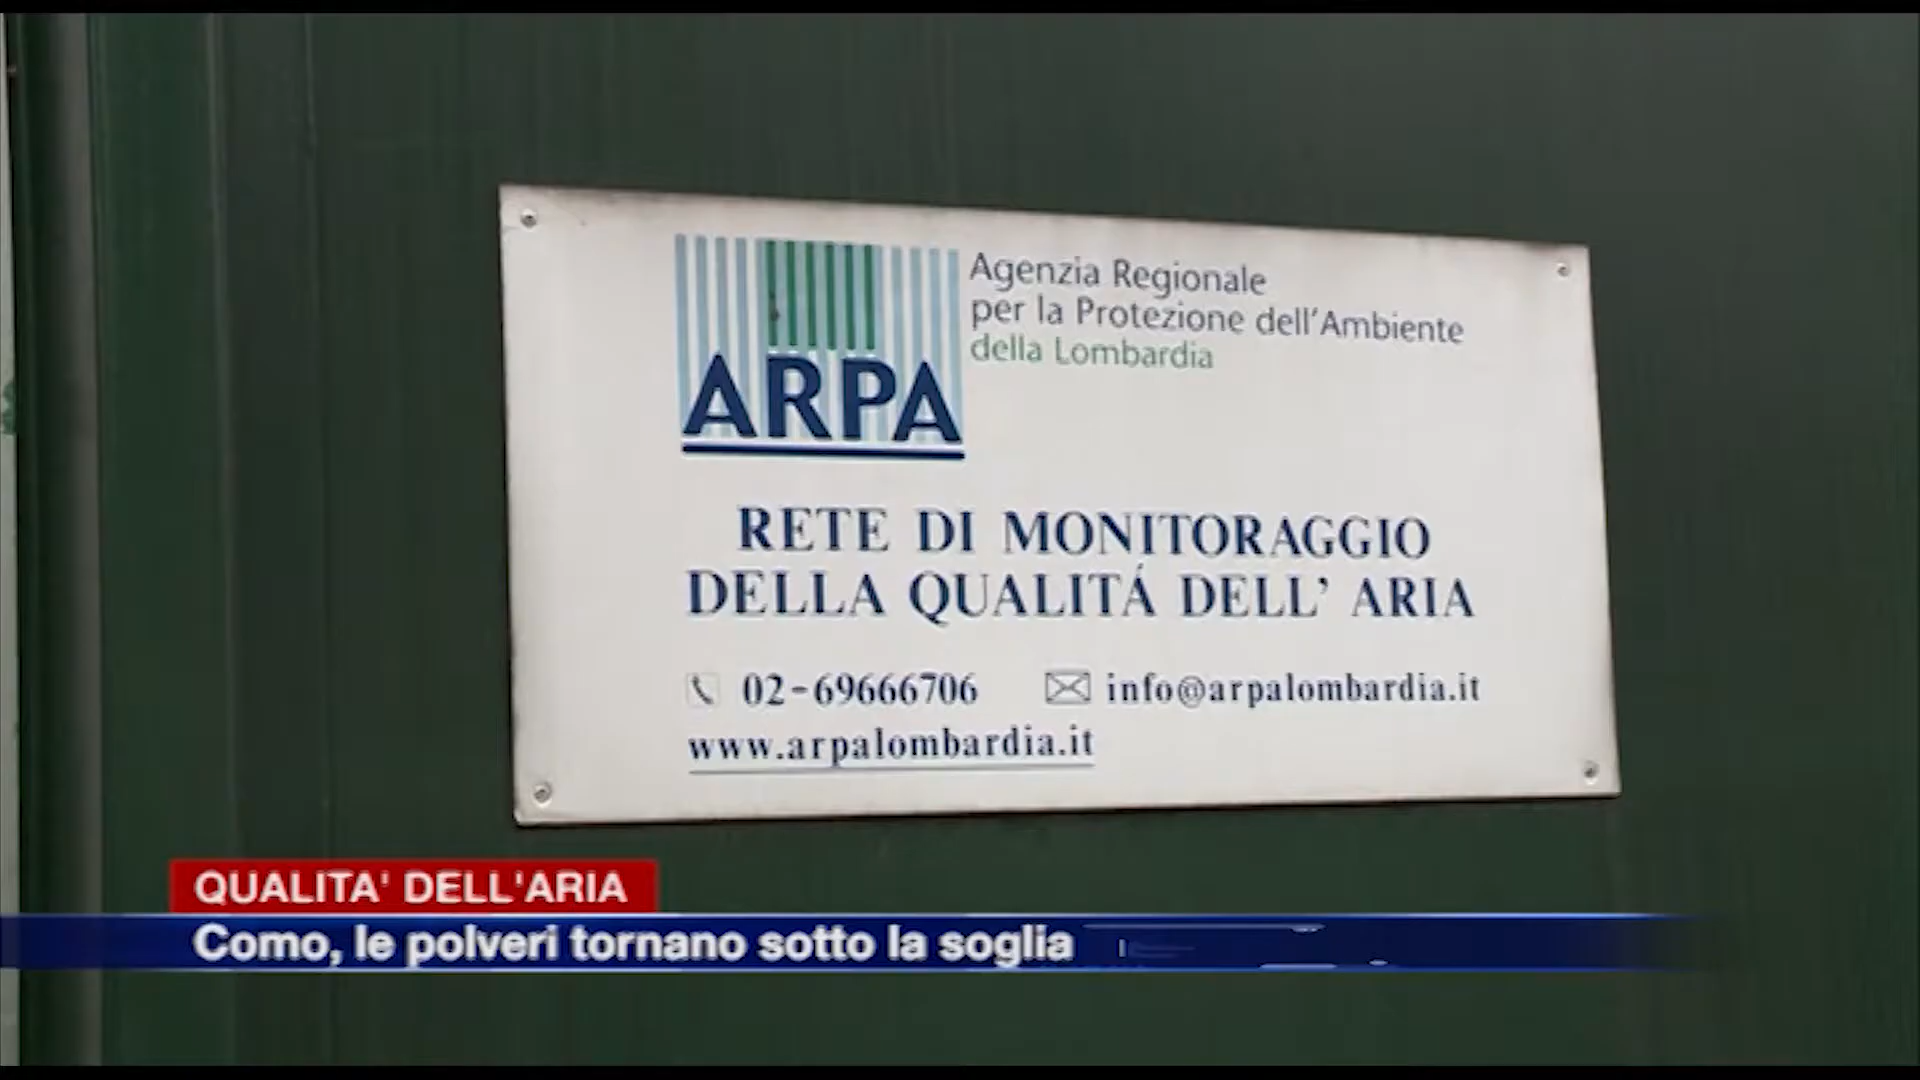 Agenzia Regionale
per la Protezione dell'Ambiente
della Lombardia
ARPA
RETE DI MONITORAGGIO
DELLA QUALITÁ DELL' ARIA
02-69666706 info@arpalombardia.it
www.arpalombardia.it
QUALITA' DELL'ARIA
Como, le polveri tornano sotto la soglia